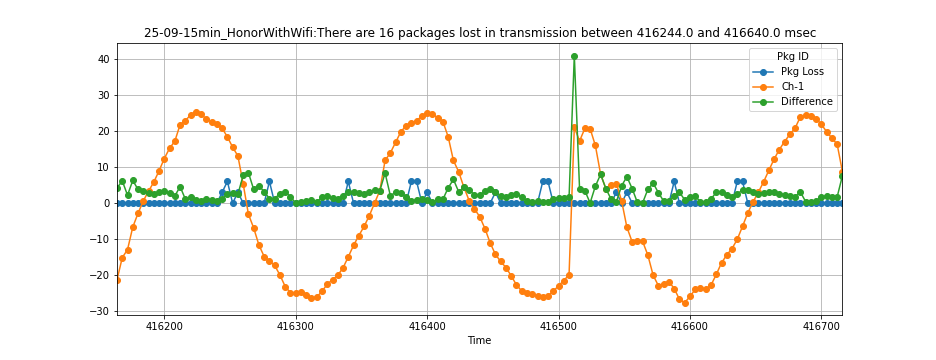 25-09-15min_HonorWithWifi:There are 16 packages lost in transmission between 416244.0 and 416640.0 msec
Pkg ID
Pkg Loss
Ch-1
Difference
40
30
20
10
0
−10
−20
−30
416200 416300 416400 416500 416600 416700
Time